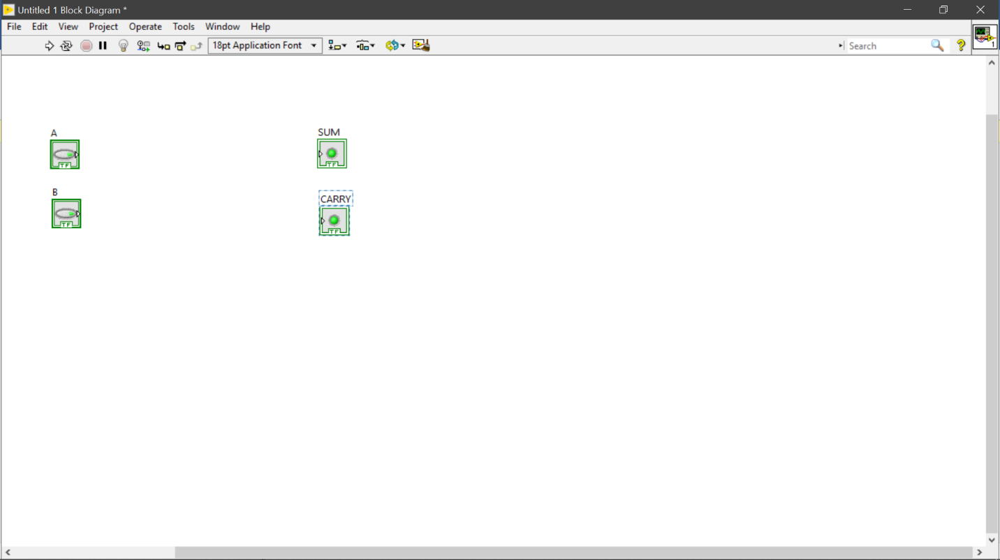 Untitled 1 Block Diagram *
File Edit View Project Operate Tools Window Help
18pt Application Font Search ? 1
A
TF
SUM
TF
B
TF
CARRY
TF